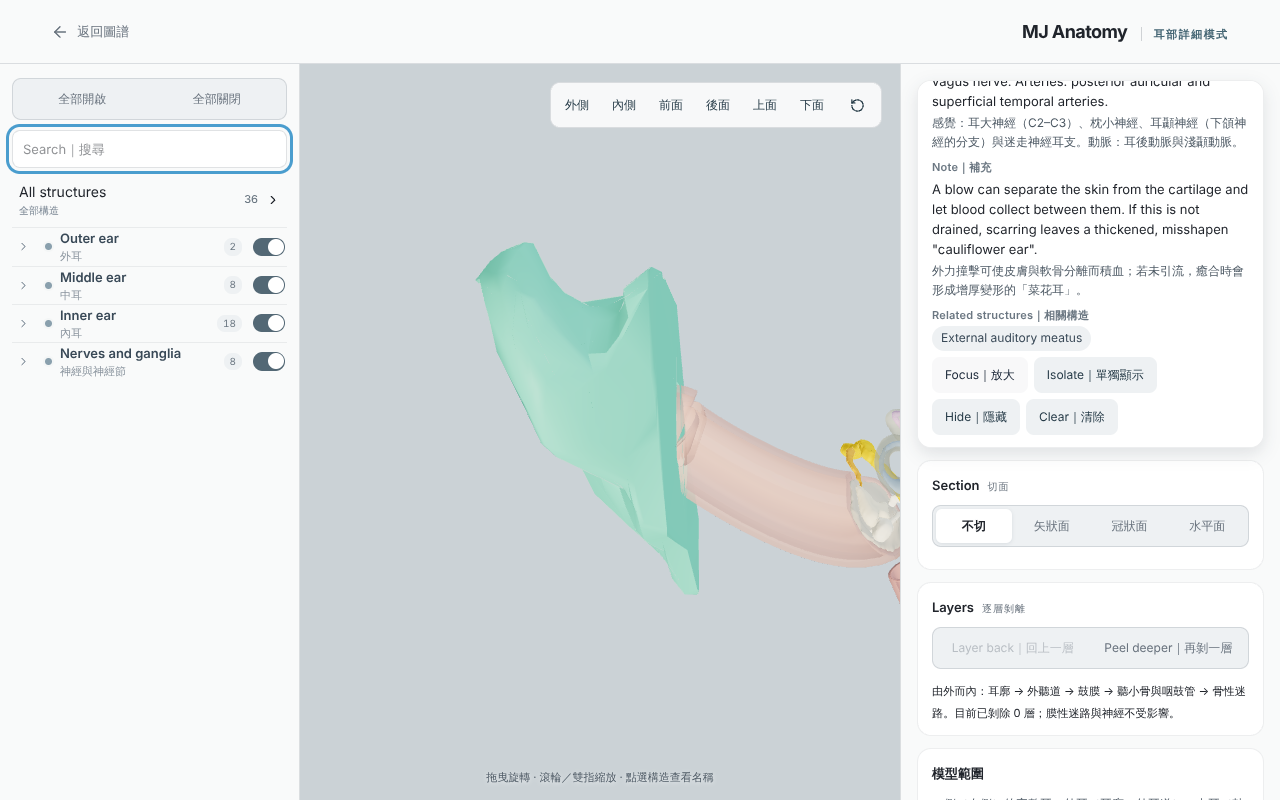 返回圖譜
MJ Anatomy
耳部詳細模式
全部開啟
全部關閉
Search｜搜尋
All structures
全部構造
36
Outer ear
外耳
2
Middle ear
中耳
8
Inner ear
內耳
18
Nerves and ganglia
神經與神經節
8
外側
內側
前面
後面
上面
下面
拖曳旋轉 · 滾輪／雙指縮放 · 點選構造查看名稱
vagus nerve. Arteries: posterior auricular and
superficial temporal arteries.
感覺：耳大神經（C2–C3）、枕小神經、耳顳神經（下頜神
經的分支）與迷走神經耳支。動脈：耳後動脈與淺顳動脈。
Note｜補充
A blow can separate the skin from the cartilage and
let blood collect between them. If this is not
drained, scarring leaves a thickened, misshapen
"cauliflower ear".
外力撞擊可使皮膚與軟骨分離而積血；若未引流，癒合時會
形成增厚變形的「菜花耳」。
Related structures｜相關構造
External auditory meatus
Focus｜放大
Isolate｜單獨顯示
Hide｜隱藏
Clear｜清除
Section 切面
不切
矢狀面
冠狀面
水平面
Layers 逐層剝離
Layer back｜回上一層
Peel deeper｜再剝一層
由外而內：耳廓 → 外聽道 → 鼓膜 → 聽小骨與咽鼓管 → 骨性迷
路。目前已剝除 0 層；膜性迷路與神經不受影響。
模型範圍